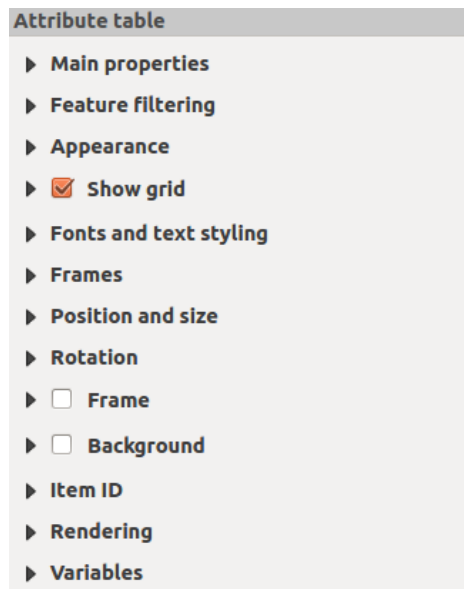 Attribute table
Main properties
Feature filtering
Appearance
Show grid
Fonts and text styling
Frames
Position and size
Rotation
Frame
Background
Item ID
Rendering
Variables